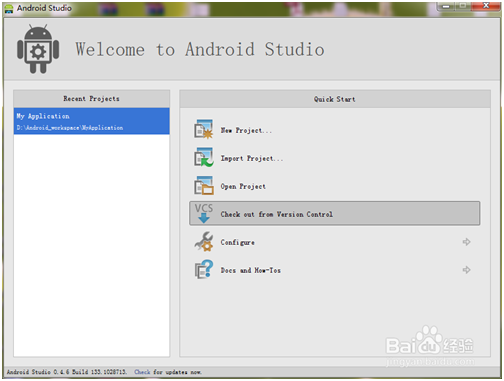 Android Studio
Welcome to Android Studio
Recent Projects
My Application
D:\Android_workspace\MyApplication
Quick Start
New Project...
Import Project...
Open Project
VCS
Check out from Version Control
Configure
Docs and How-Tos
Baidu经验
jingyan.baidu.com
Android Studio 0.4.6 Build 133.1028713. Check for updates now.